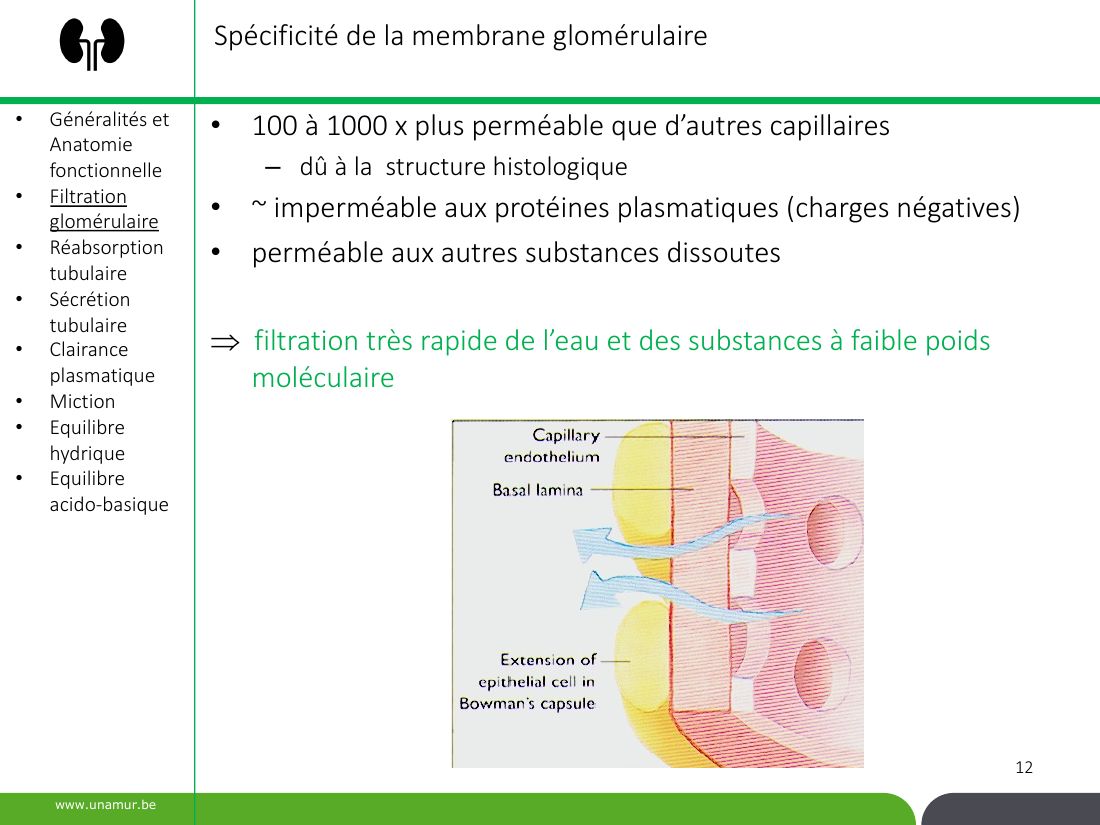 Spécificité de la membrane glomérulaire
• Généralités et
Anatomie
fonctionnelle
• Filtration
glomérulaire
• Réabsorption
tubulaire
• Sécrétion
tubulaire
• Clairance
plasmatique
• Miction
• Equilibre
hydrique
• Equilibre
acido-basique
• 100 à 1000 x plus perméable que d’autres capillaires
– dû à la  structure histologique
• ~ imperméable aux protéines plasmatiques (charges négatives)
• perméable aux autres substances dissoutes
⇒ filtration très rapide de l’eau et des substances à faible poids
moléculaire
Capillary
endothelium
Basal lamina
Extension of
epithelial cell in
Bowman's capsule
12
www.unamur.be